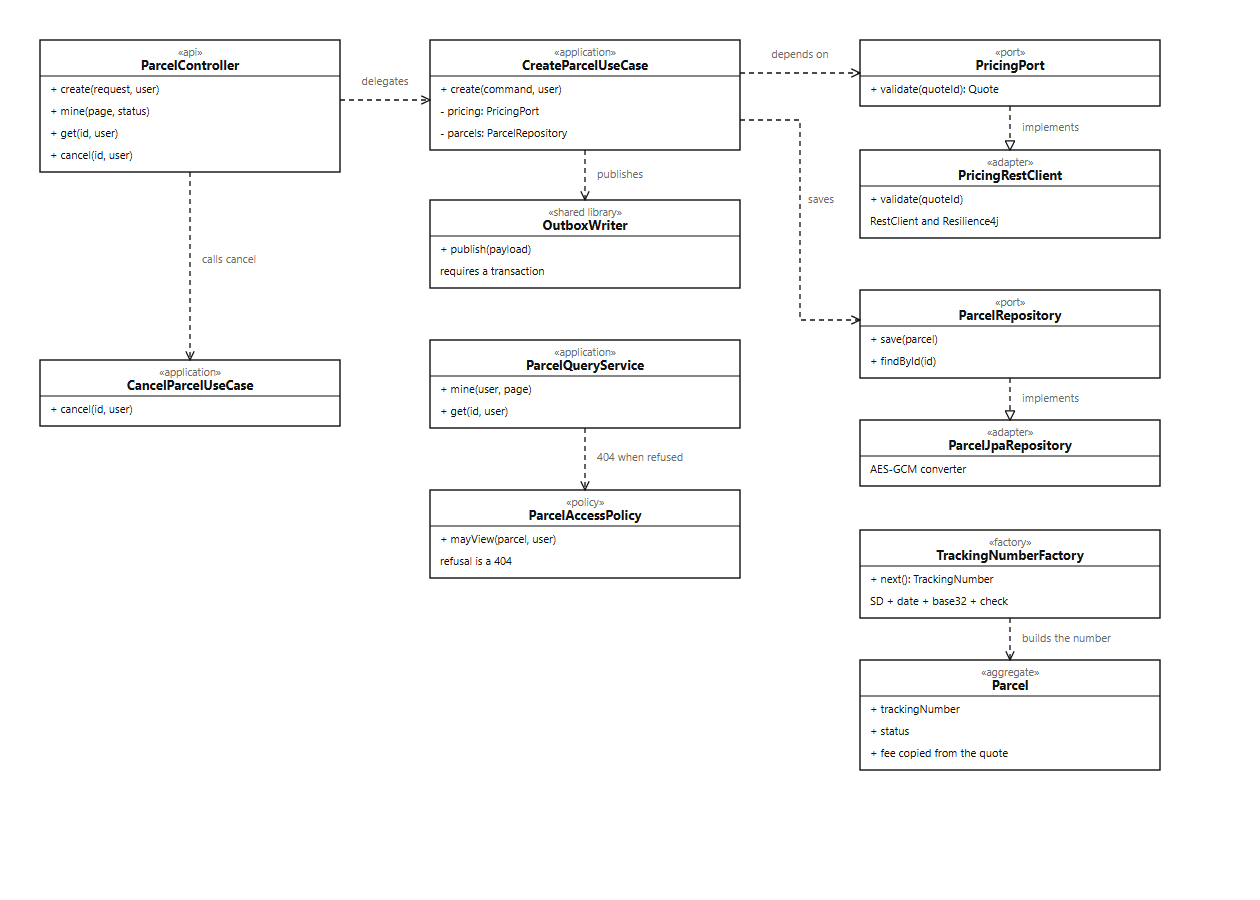 «api»
ParcelController
+ create(request, user)
+ mine(page, status)
+ get(id, user)
+ cancel(id, user)
delegates
«application»
CreateParcelUseCase
+ create(command, user)
- pricing: PricingPort
- parcels: ParcelRepository
depends on
«port»
PricingPort
+ validate(quoteId): Quote
implements
«adapter»
PricingRestClient
+ validate(quoteId)
RestClient and Resilience4j
publishes
saves
«shared library»
OutboxWriter
+ publish(payload)
requires a transaction
calls cancel
«port»
ParcelRepository
+ save(parcel)
+ findById(id)
implements
«application»
CancelParcelUseCase
+ cancel(id, user)
«application»
ParcelQueryService
+ mine(user, page)
+ get(id, user)
404 when refused
«adapter»
ParcelJpaRepository
AES-GCM converter
«policy»
ParcelAccessPolicy
+ mayView(parcel, user)
refusal is a 404
«factory»
TrackingNumberFactory
+ next(): TrackingNumber
SD + date + base32 + check
builds the number
«aggregate»
Parcel
+ trackingNumber
+ status
+ fee copied from the quote